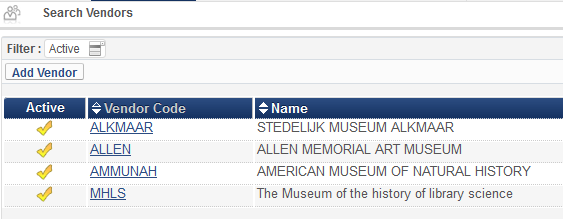 Search Vendors
Filter : Active
Add Vendor
Active Vendor Code Name
ALKMAAR STEDELIJK MUSEUM ALKMAAR
ALLEN ALLEN MEMORIAL ART MUSEUM
AMMUNAH AMERICAN MUSEUM OF NATURAL HISTORY
MHLS The Museum of the history of library science